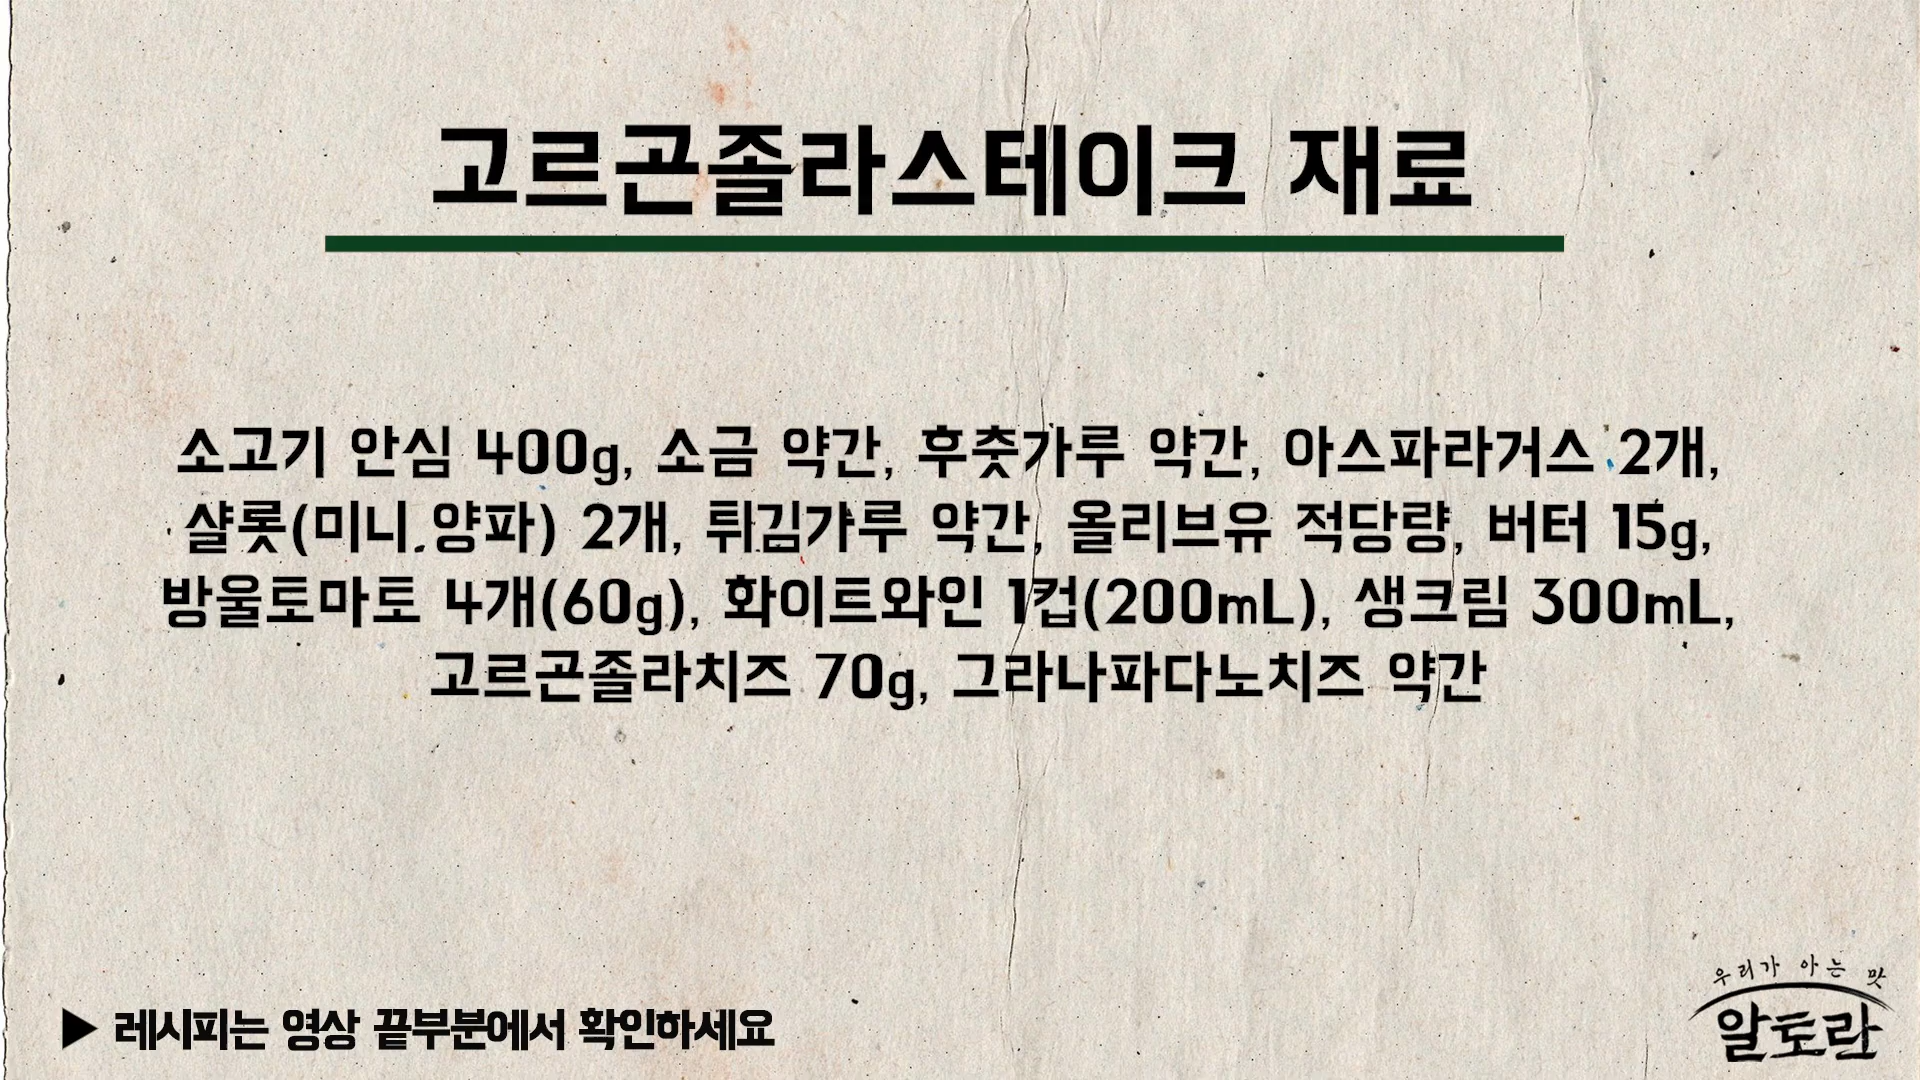 고르곤졸라스테이크 재료
소고기 안심 400g, 소금 약간, 후춧가루 약간, 아스파라거스 2개,
샬롯(미니 양파) 2개, 튀김가루 약간, 올리브유 적당량, 버터 15g,
방울토마토 4개(60g), 화이트와인 1컵(200mL), 생크림 300mL,
고르곤졸라치즈 70g, 그라나파다노치즈 약간
▶ 레시피는 영상 끝부분에서 확인하세요
우리가 아는 맛
알토란